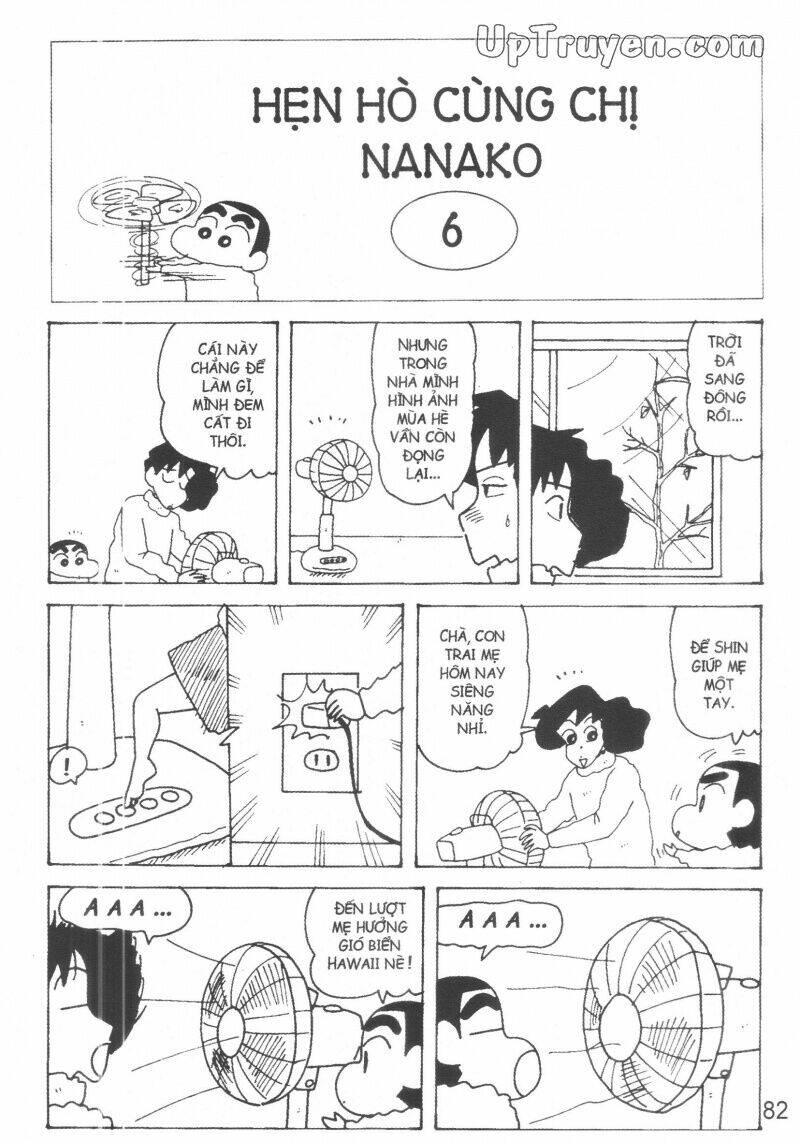 UpTruyen.com
HẸN HÒ CÙNG CHỊ
NANAKO
6
TRỜI
ĐÃ
SANG
ĐÔNG
RỒI...
NHƯNG
TRONG
NHÀ MÌNH
HÌNH ẢNH
MÙA HÈ
VẪN CÒN
ĐỌNG
LẠI...
CÁI NÀY
CHẲNG ĐỂ
LÀM GÌ,
MÌNH ĐEM
CẤT ĐI
THÔI.
ĐỂ SHIN
GIÚP MẸ
MỘT
TAY.
CHÀ, CON
TRAI MẸ
HÔM NAY
SIÊNG
NĂNG
NHỈ.
!
A A A ...
ĐẾN LƯỢT
MẸ HƯỞNG
GIÓ BIỂN
HAWAII NÈ !
A A A ...
82